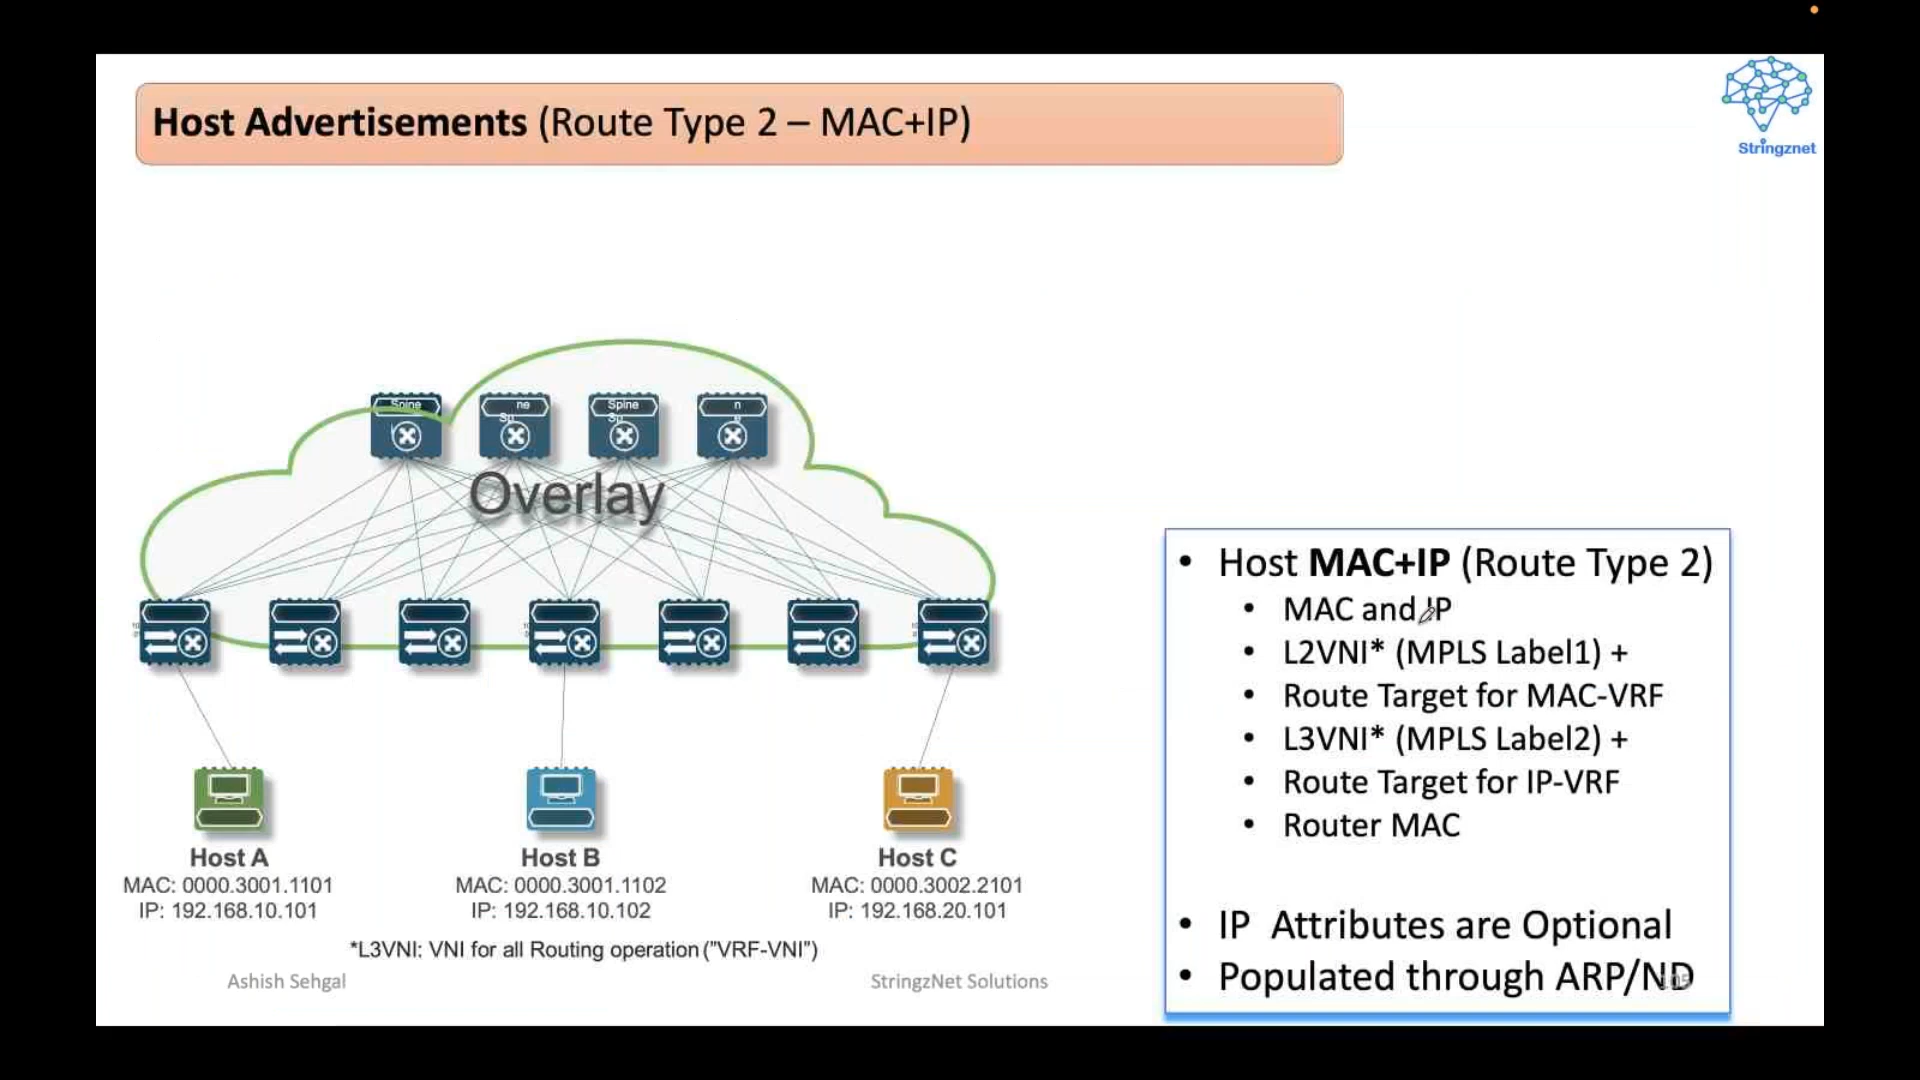 Host Advertisements (Route Type 2 – MAC+IP)
Stringznet
Spine
ne
Spine
n
Overlay
Host A
MAC: 0000.3001.1101
IP: 192.168.10.101
Host B
MAC: 0000.3001.1102
IP: 192.168.10.102
Host C
MAC: 0000.3002.2101
IP: 192.168.20.101
*L3VNI: VNI for all Routing operation ("VRF-VNI")
Ashish Sehgal
StringzNet Solutions
• Host MAC+IP (Route Type 2)
• MAC and IP
• L2VNI* (MPLS Label1) +
• Route Target for MAC-VRF
• L3VNI* (MPLS Label2) +
• Route Target for IP-VRF
• Router MAC
• IP Attributes are Optional
• Populated through ARP/ND